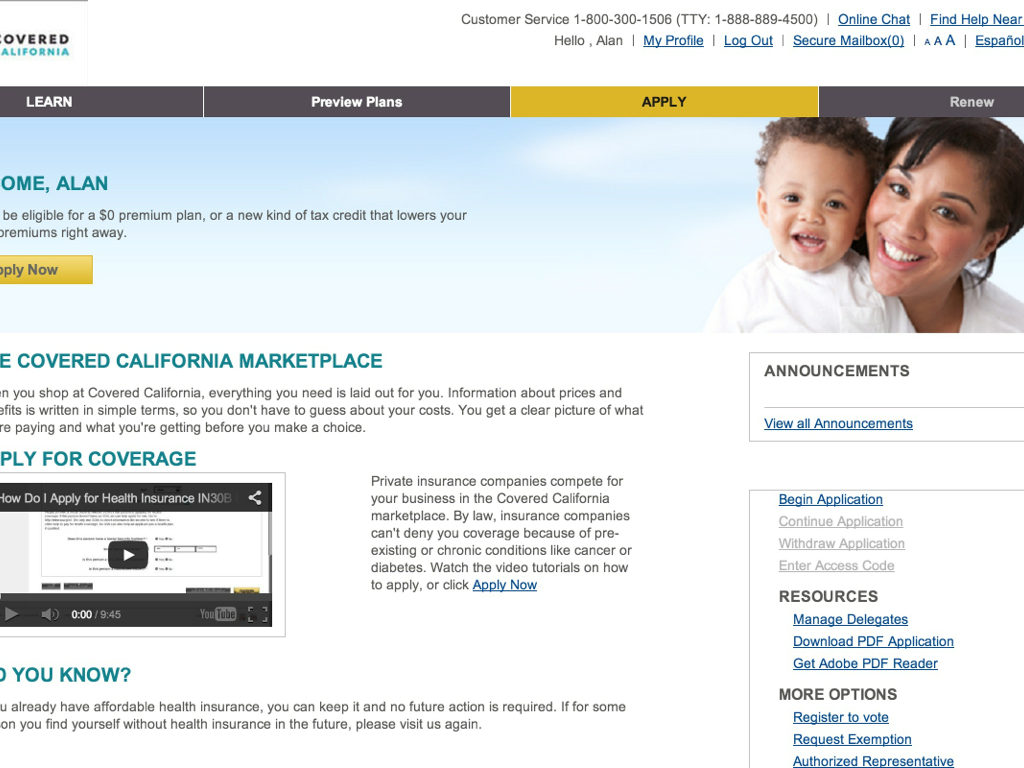 OVERED
ALIFORNIA
Customer Service 1-800-300-1506 (TTY: 1-888-889-4500) | Online Chat | Find Help Near
Hello , Alan | My Profile | Log Out | Secure Mailbox(0) | A A A | Español
LEARN
Preview Plans
APPLY
Renew
OME, ALAN
be eligible for a $0 premium plan, or a new kind of tax credit that lowers your
premiums right away.
pply Now
E COVERED CALIFORNIA MARKETPLACE
en you shop at Covered California, everything you need is laid out for you. Information about prices and
efits is written in simple terms, so you don't have to guess about your costs. You get a clear picture of what
re paying and what you're getting before you make a choice.
PLY FOR COVERAGE
How Do I Apply for Health Insurance IN30B
0:00 / 9:45
YouTube
Private insurance companies compete for
your business in the Covered California
marketplace. By law, insurance companies
can't deny you coverage because of pre-
existing or chronic conditions like cancer or
diabetes. Watch the video tutorials on how
to apply, or click Apply Now
D YOU KNOW?
u already have affordable health insurance, you can keep it and no future action is required. If for some
son you find yourself without health insurance in the future, please visit us again.
ANNOUNCEMENTS
View all Announcements
Begin Application
Continue Application
Withdraw Application
Enter Access Code
RESOURCES
Manage Delegates
Download PDF Application
Get Adobe PDF Reader
MORE OPTIONS
Register to vote
Request Exemption
Authorized Representative